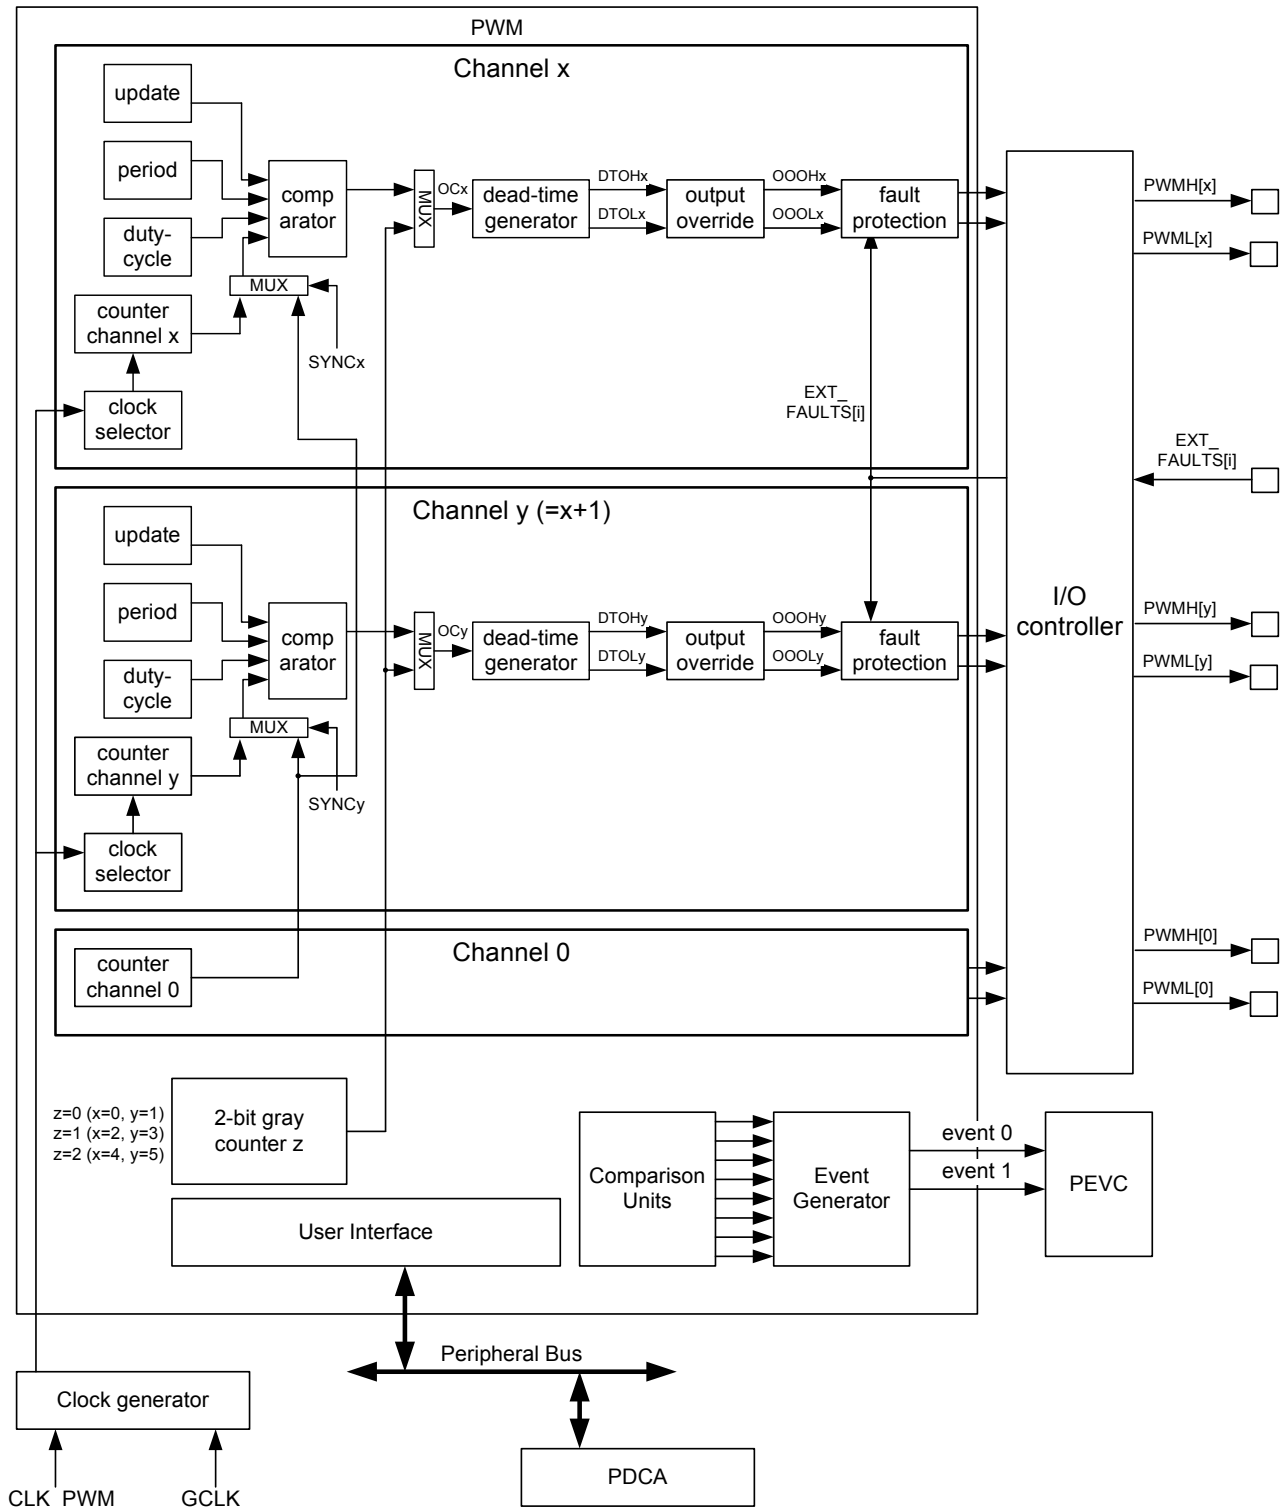 PWM
Channel x
update
period
duty-
cycle
comp
arator
MUX
counter
channel x
clock
selector
SYNCx
MUX
OCx
dead-time
generator
DTOHx
DTOLx
output
override
OOOHx
OOOLx
fault
protection
EXT_
FAULTS[i]
PWMH[x]
PWML[x]
EXT_
FAULTS[i]
Channel y (=x+1)
update
period
duty-
cycle
comp
arator
MUX
counter
channel y
clock
selector
SYNCy
MUX
OCy
dead-time
generator
DTOHy
DTOLy
output
override
OOOHy
OOOLy
fault
protection
I/O
controller
PWMH[y]
PWML[y]
Channel 0
counter
channel 0
PWMH[0]
PWML[0]
z=0 (x=0, y=1)
z=1 (x=2, y=3)
z=2 (x=4, y=5)
2-bit gray
counter z
Comparison
Units
Event
Generator
event 0
event 1
PEVC
User Interface
Peripheral Bus
Clock generator
PDCA
CLK_PWM
GCLK